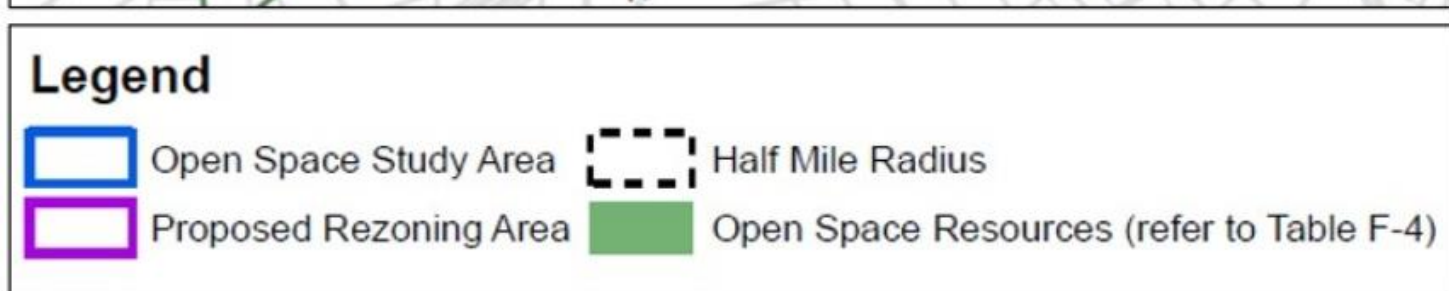 Legend
Open Space Study Area
Half Mile Radius
Proposed Rezoning Area
Open Space Resources (refer to Table F-4)